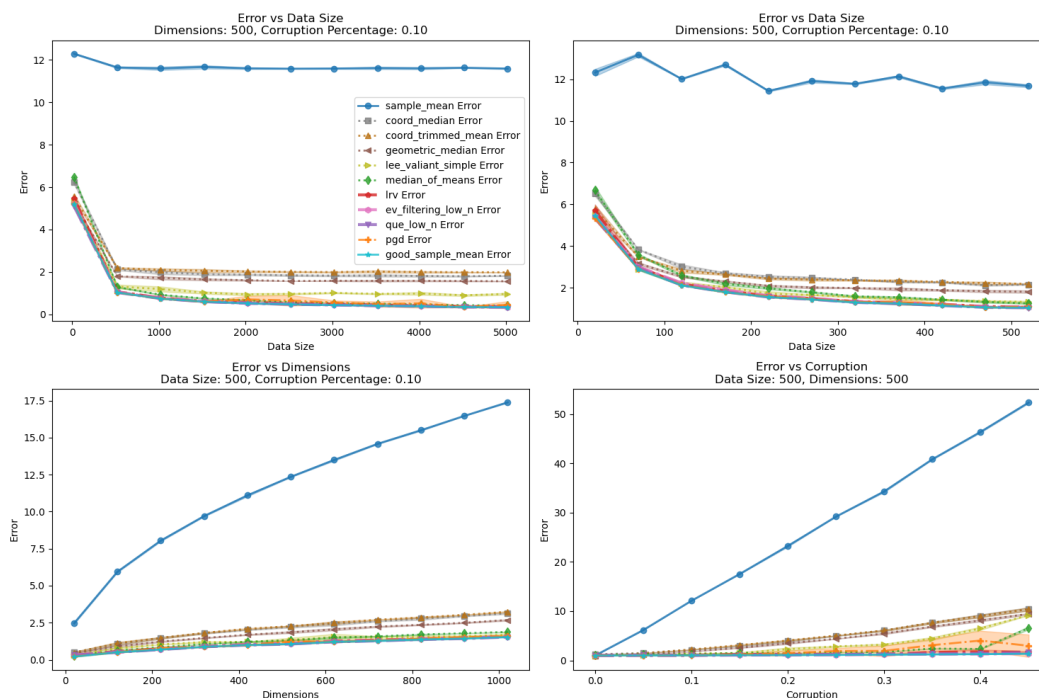 Error vs Data Size
Dimensions: 500, Corruption Percentage: 0.10
12
10
8
6
4
2
0
Error
0
1000
2000
3000
4000
5000
Data Size
sample_mean Error
coord_median Error
coord_trimmed_mean Error
geometric_median Error
lee_valiant_simple Error
median_of_means Error
lrv Error
ev_filtering_low_n Error
que_low_n Error
pgd Error
good_sample_mean Error
Error vs Data Size
Dimensions: 500, Corruption Percentage: 0.10
12
10
8
6
4
2
Error
0
100
200
300
400
500
Data Size
Error vs Dimensions
Data Size: 500, Corruption Percentage: 0.10
17.5
15.0
12.5
10.0
7.5
5.0
2.5
0.0
Error
0
200
400
600
800
1000
Dimensions
Error vs Corruption
Data Size: 500, Dimensions: 500
50
40
30
20
10
0
Error
0.0
0.1
0.2
0.3
0.4
Corruption